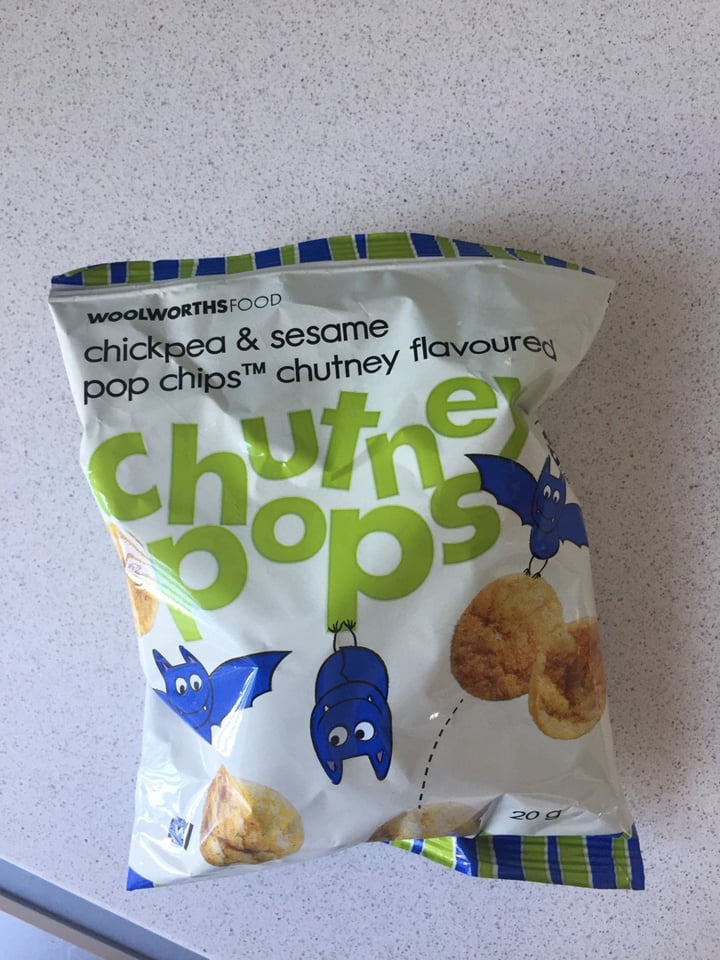 WOOLWORTHSFOOD
chickpea & sesame
pop chips™ chutney flavoured
chutney
pops
20 g